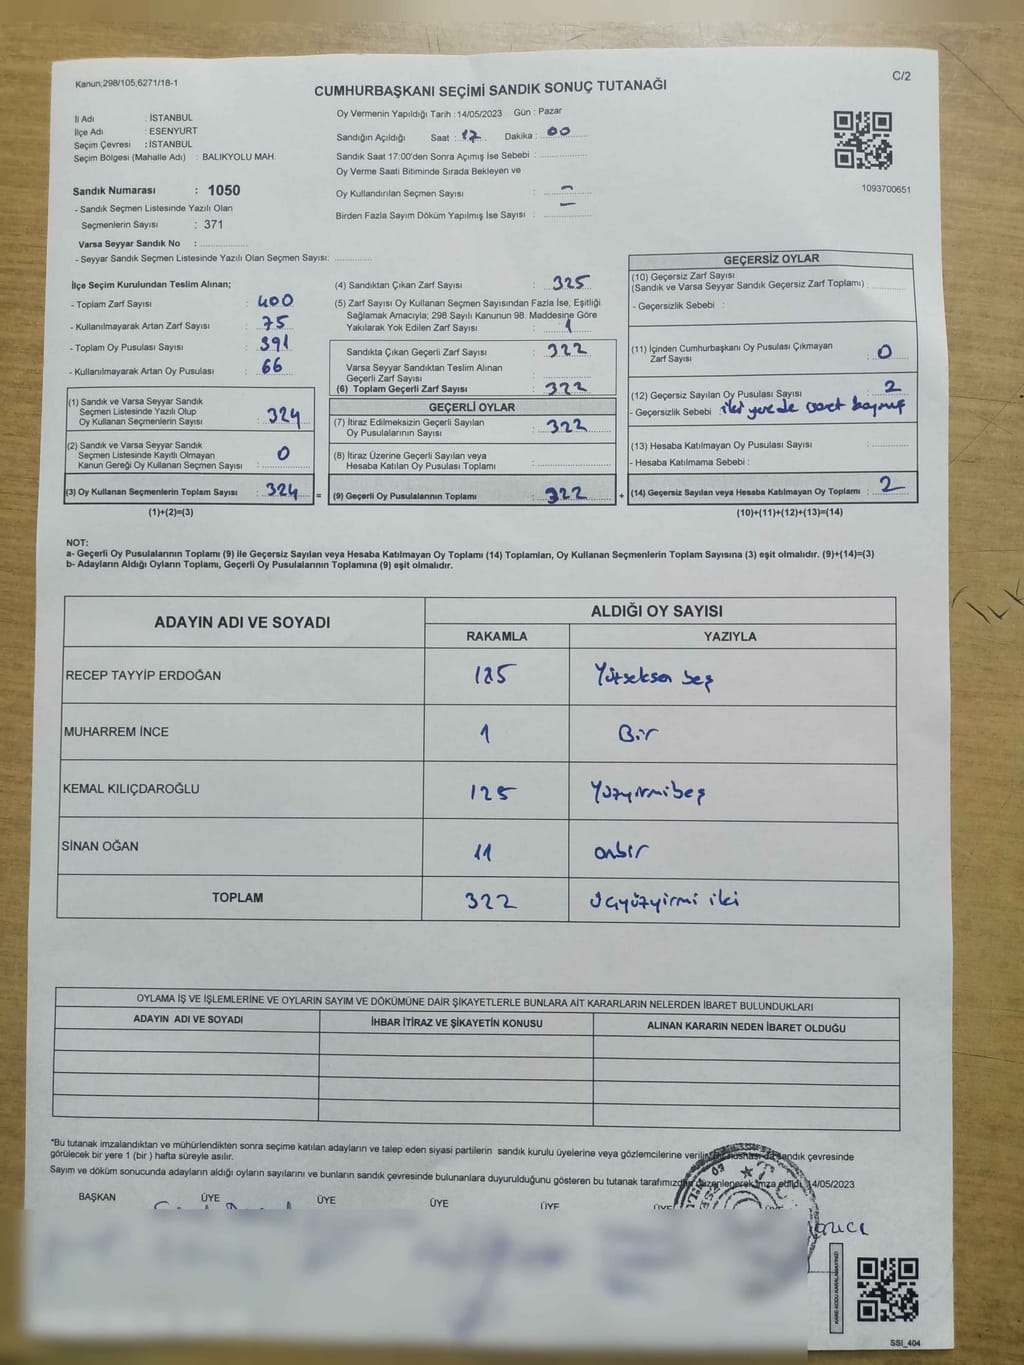 Kanun;298/105;6271/18-1
C/2
CUMHURBAŞKANI SEÇİMİ SANDIK SONUÇ TUTANAĞI
İl Adı : İSTANBUL
İlçe Adı : ESENYURT
Seçim Çevresi : İSTANBUL
Seçim Bölgesi (Mahalle Adı) : BALIKYOLU MAH.
Sandık Numarası : 1050
- Sandık Seçmen Listesinde Yazılı Olan
Seçmenlerin Sayısı : 371
Varsa Seyyar Sandık No : ............
- Seyyar Sandık Seçmen Listesinde Yazılı Olan Seçmen Sayısı: ............
Oy Vermenin Yapıldığı Tarih : 14/05/2023 Gün : Pazar
Sandığın Açıldığı Saat : 17 Dakika : 00
Sandık Saat 17:00'den Sonra Açılmış İse Sebebi : ............
Oy Verme Saati Bitiminde Sırada Bekleyen ve
Oy Kullandırılan Seçmen Sayısı : -
Birden Fazla Sayım Döküm Yapılmış İse Sayısı : -
1093700651
İlçe Seçim Kurulundan Teslim Alınan;
- Toplam Zarf Sayısı : 400
- Kullanılmayarak Artan Zarf Sayısı : 75
- Toplam Oy Pusulası Sayısı : 391
- Kullanılmayarak Artan Oy Pusulası : 66
(1) Sandık ve Varsa Seyyar Sandık
Seçmen Listesinde Yazılı Olup
Oy Kullanan Seçmenlerin Sayısı : 324
(2) Sandık ve Varsa Seyyar Sandık
Seçmen Listesinde Kayıtlı Olmayan
Kanun Gereği Oy Kullanan Seçmen Sayısı : 0
(3) Oy Kullanan Seçmenlerin Toplam Sayısı : 324 =
(1)+(2)=(3)
(4) Sandıktan Çıkan Zarf Sayısı : 325
(5) Zarf Sayısı Oy Kullanan Seçmen Sayısından Fazla İse, Eşitliği
Sağlamak Amacıyla; 298 Sayılı Kanunun 98. Maddesine Göre
Yakılarak Yok Edilen Zarf Sayısı : 1
Sandıkta Çıkan Geçerli Zarf Sayısı : 322
Varsa Seyyar Sandıktan Teslim Alınan
Geçerli Zarf Sayısı : ............
(6) Toplam Geçerli Zarf Sayısı : 322
GEÇERLİ OYLAR
(7) İtiraz Edilmeksizin Geçerli Sayılan
Oy Pusulalarının Sayısı : 322
(8) İtiraz Üzerine Geçerli Sayılan veya
Hesaba Katılan Oy Pusulası Toplamı : ............
(9) Geçerli Oy Pusulalarının Toplamı : 322 +
GEÇERSİZ OYLAR
(10) Geçersiz Zarf Sayısı
(Sandık ve Varsa Seyyar Sandık Geçersiz Zarf Toplamı) : ............
- Geçersizlik Sebebi :
(11) İçinden Cumhurbaşkanı Oy Pusulası Çıkmayan
Zarf Sayısı : 0
(12) Geçersiz Sayılan Oy Pusulası Sayısı : 2
- Geçersizlik Sebebi : iki yere de
(13) Hesaba Katılmayan Oy Pusulası Sayısı : ............
- Hesaba Katılmama Sebebi :
(14) Geçersiz Sayılan veya Hesaba Katılmayan Oy Toplamı : 2
(10)+(11)+(12)+(13)=(14)
NOT:
a- Geçerli Oy Pusulalarının Toplamı (9) ile Geçersiz Sayılan veya Hesaba Katılmayan Oy Toplamı (14) Toplamları, Oy Kullanan Seçmenlerin Toplam Sayısına (3) eşit olmalıdır. (9)+(14)=(3)
b- Adayların Aldığı Oyların Toplamı, Geçerli Oy Pusulalarının Toplamına (9) eşit olmalıdır.
ADAYIN ADI VE SOYADI
ALDIĞI OY SAYISI
RAKAMLA YAZIYLA
RECEP TAYYİP ERDOĞAN 185 Yüzseksen beş
MUHARREM İNCE 1 Bir
KEMAL KILIÇDAROĞLU 125 Yüzyirmibeş
SİNAN OĞAN 11 onbir
TOPLAM 322 üçyüzyirmi iki
OYLAMA İŞ VE İŞLEMLERİNE VE OYLARIN SAYIM VE DÖKÜMÜNE DAİR ŞİKAYETLERLE BUNLARA AİT KARARLARIN NELERDEN İBARET BULUNDUKLARI
ADAYIN ADI VE SOYADI İHBAR İTİRAZ VE ŞİKAYETİN KONUSU ALINAN KARARIN NEDEN İBARET OLDUĞU
*Bu tutanak imzalandıktan ve mühürlendikten sonra seçime katılan adayların ve talep eden siyasi partilerin sandık kurulu üyelerine veya gözlemcilerine verilir. Bir nüshası da sandık çevresinde
görülecek bir yere 1 (bir ) hafta süreyle asılır.
Sayım ve döküm sonucunda adayların aldığı oyların sayılarını ve bunların sandık çevresinde bulunanlara duyurulduğunu gösteren bu tutanak tarafımızdan düzenlenerek imza edildi. 14/05/2023
BAŞKAN ÜYE ÜYE ÜYE ÜYE ÜYE
KARE KODU KARALAMAYINIZ!
SSI_404